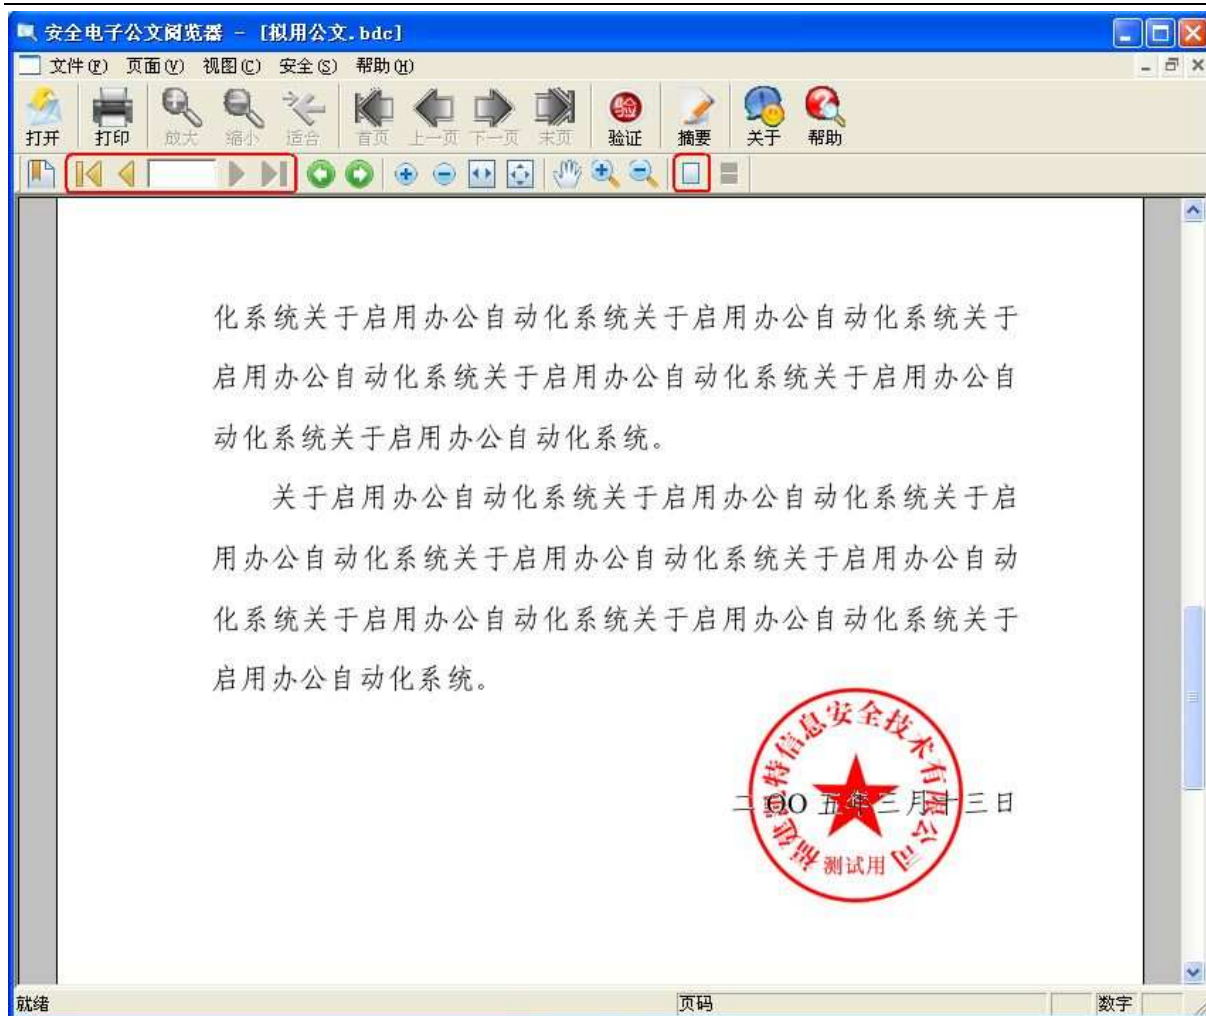 安全电子公文阅览器 - [拟用公文.bdc]
文件(F) 页面(V) 视图(C) 安全(S) 帮助(H)
打开 打印 放大 缩小 适合 首页 上一页 下一页 末页 验证 摘要 关于 帮助
化系统关于启用办公自动化系统关于启用办公自动化系统关于
启用办公自动化系统关于启用办公自动化系统关于启用办公自
动化系统关于启用办公自动化系统。
关于启用办公自动化系统关于启用办公自动化系统关于启
用办公自动化系统关于启用办公自动化系统关于启用办公自动
化系统关于启用办公自动化系统关于启用办公自动化系统关于
启用办公自动化系统。
福建凯特信息安全技术有限公司
二OO五年三月十三日
测试用
就绪 页码 数字